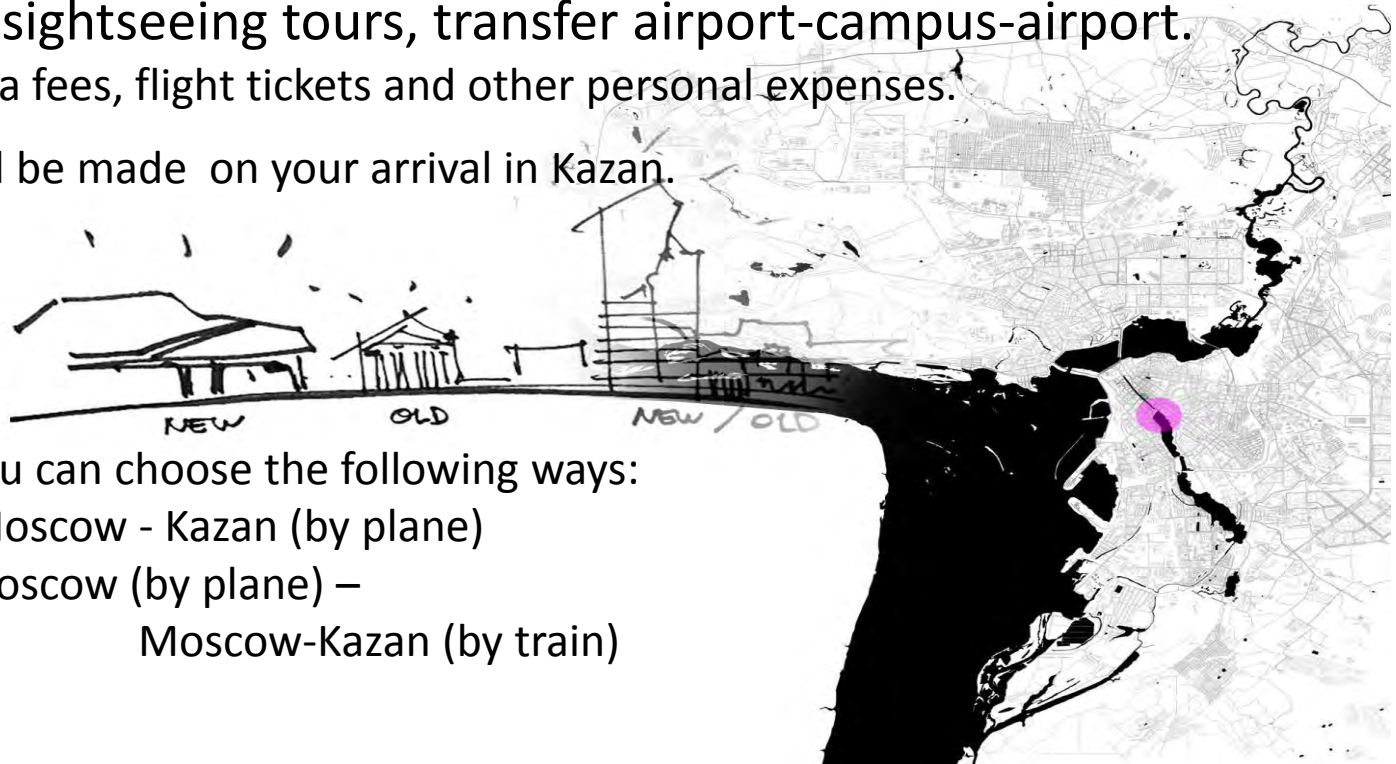 sightseeing tours, transfer airport-campus-airport.
a fees, flight tickets and other personal expenses.
be made on your arrival in Kazan.
NEW
OLD
NEW / OLD
u can choose the following ways:
oscow - Kazan (by plane)
oscow (by plane) –
Moscow-Kazan (by train)